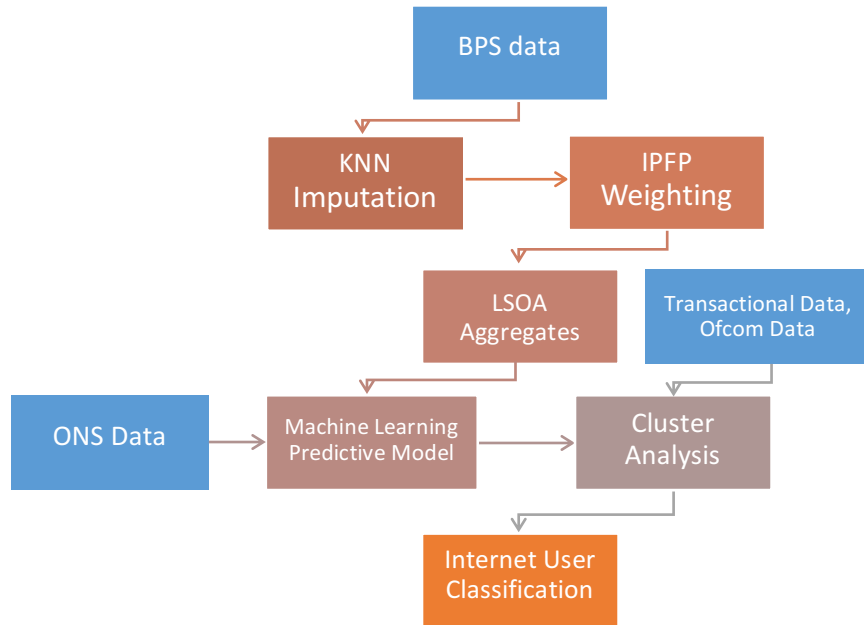 BPS data
KNN
Imputation
IPFP
Weighting
LSOA
Aggregates
Transactional Data,
Ofcom Data
ONS Data
Machine Learning
Predictive Model
Cluster
Analysis
Internet User
Classification